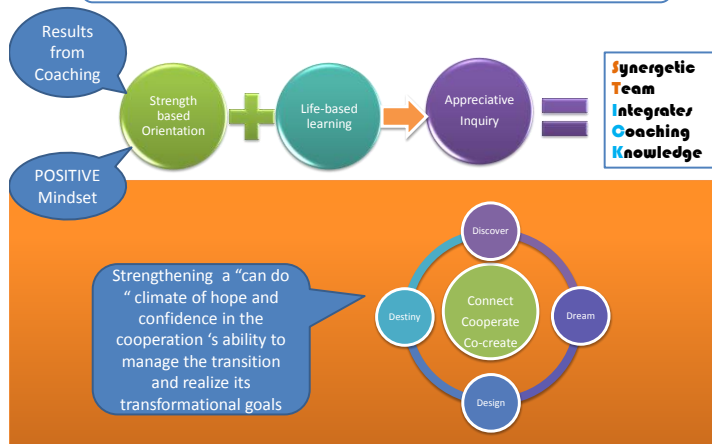 Results
from
Coaching
Strength
based
Orientation
Life-based
learning
Appreciative
Inquiry
Synergetic
Team
Integrates
Coaching
Knowledge
POSITIVE
Mindset
Strengthening a “can do
“ climate of hope and
confidence in the
cooperation ‘s ability to
manage the transition
and realize its
transformational goals
Discover
Destiny
Connect
Cooperate
Co-create
Dream
Design